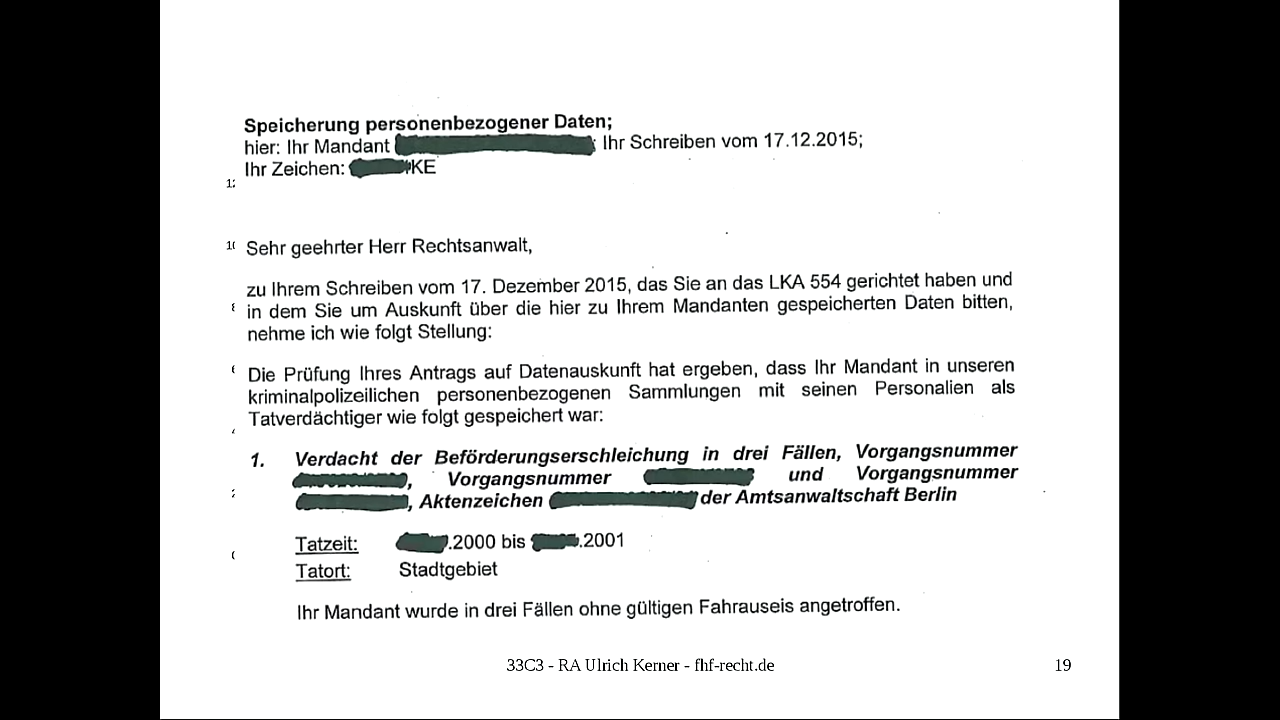 Speicherung personenbezogener Daten;
hier: Ihr Mandant ; Ihr Schreiben vom 17.12.2015;
Ihr Zeichen: KE
Sehr geehrter Herr Rechtsanwalt,
zu Ihrem Schreiben vom 17. Dezember 2015, das Sie an das LKA 554 gerichtet haben und
in dem Sie um Auskunft über die hier zu Ihrem Mandanten gespeicherten Daten bitten,
nehme ich wie folgt Stellung:
Die Prüfung Ihres Antrags auf Datenauskunft hat ergeben, dass Ihr Mandant in unseren
kriminalpolizeilichen personenbezogenen Sammlungen mit seinen Personalien als
Tatverdächtiger wie folgt gespeichert war:
1. Verdacht der Beförderungserschleichung in drei Fällen, Vorgangsnummer
, Vorgangsnummer und Vorgangsnummer
, Aktenzeichen der Amtsanwaltschaft Berlin
Tatzeit: .2000 bis .2001
Tatort: Stadtgebiet
Ihr Mandant wurde in drei Fällen ohne gültigen Fahrauseis angetroffen.
33C3 - RA Ulrich Kerner - fhf-recht.de 19